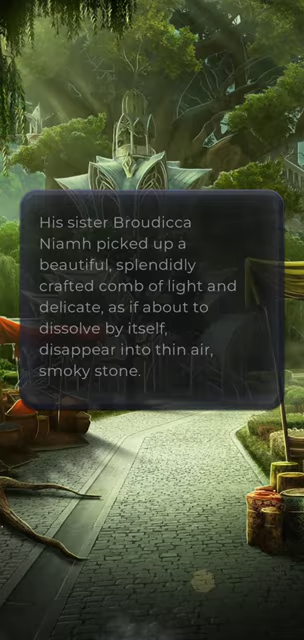 His sister Broudicca
Niamh picked up a
beautiful, splendidly
crafted comb of light and
delicate, as if about to
dissolve by itself,
disappear into thin air,
smoky stone.